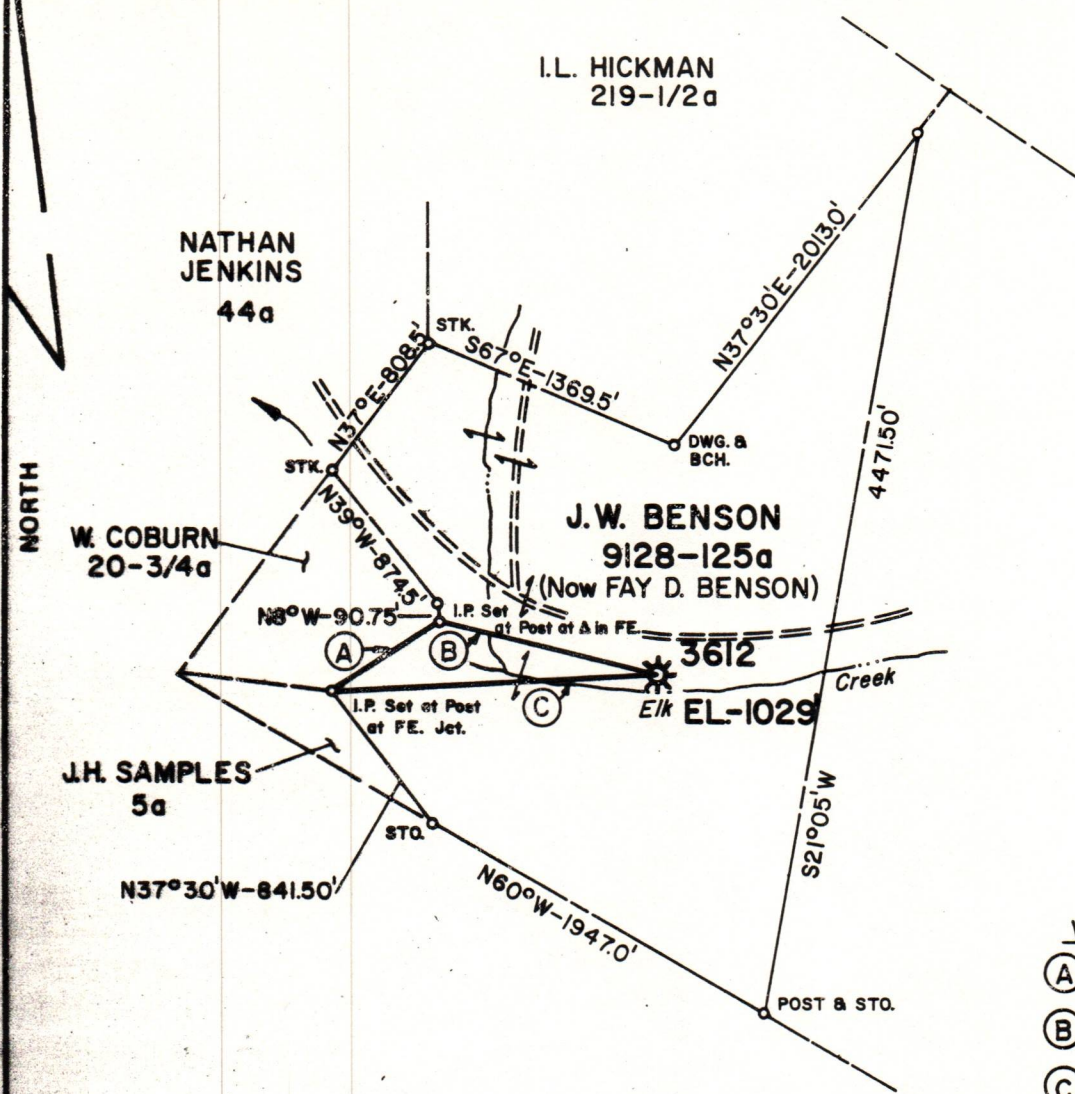 I.L. HICKMAN
219-1/2a
NATHAN
JENKINS
44a
N37°30'E-2013.0'
STK.
S67°E-1369.5'
N37°E-808.5'
DWG. &
BCH.
4471.50'
STK.
NORTH
N39°W-874.5'
W. COBURN
20-3/4a
J.W. BENSON
9128-125a
(Now FAY D. BENSON)
N8°W-90.75'
I.P. Set
at Post at Δ in FE.
A
B
3612
Creek
C
Elk
EL.-1029'
I.P. Set at Post
at FE. Jct.
J.H. SAMPLES
5a
STO.
S21°05'W
N37°30'W-841.50'
N60°W-1947.0'
POST & STO.
A
B
C